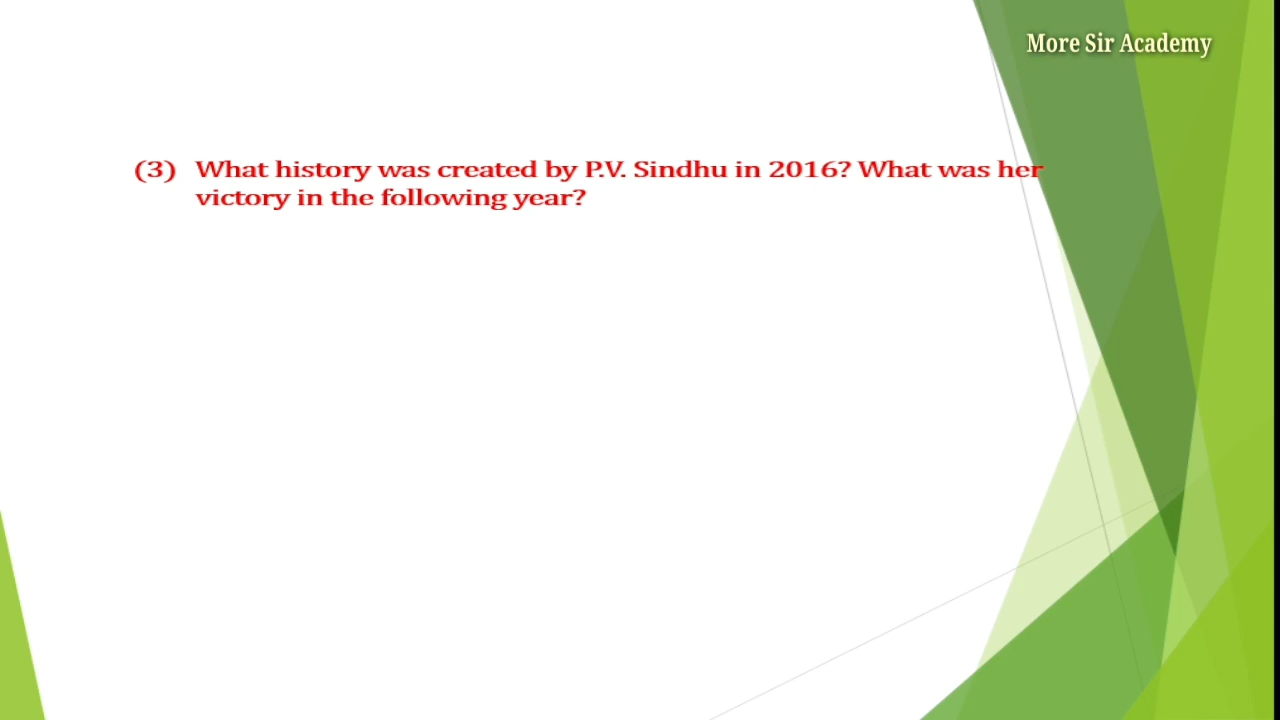 More Sir Academy
(3) What history was created by P.V. Sindhu in 2016? What was her
victory in the following year?